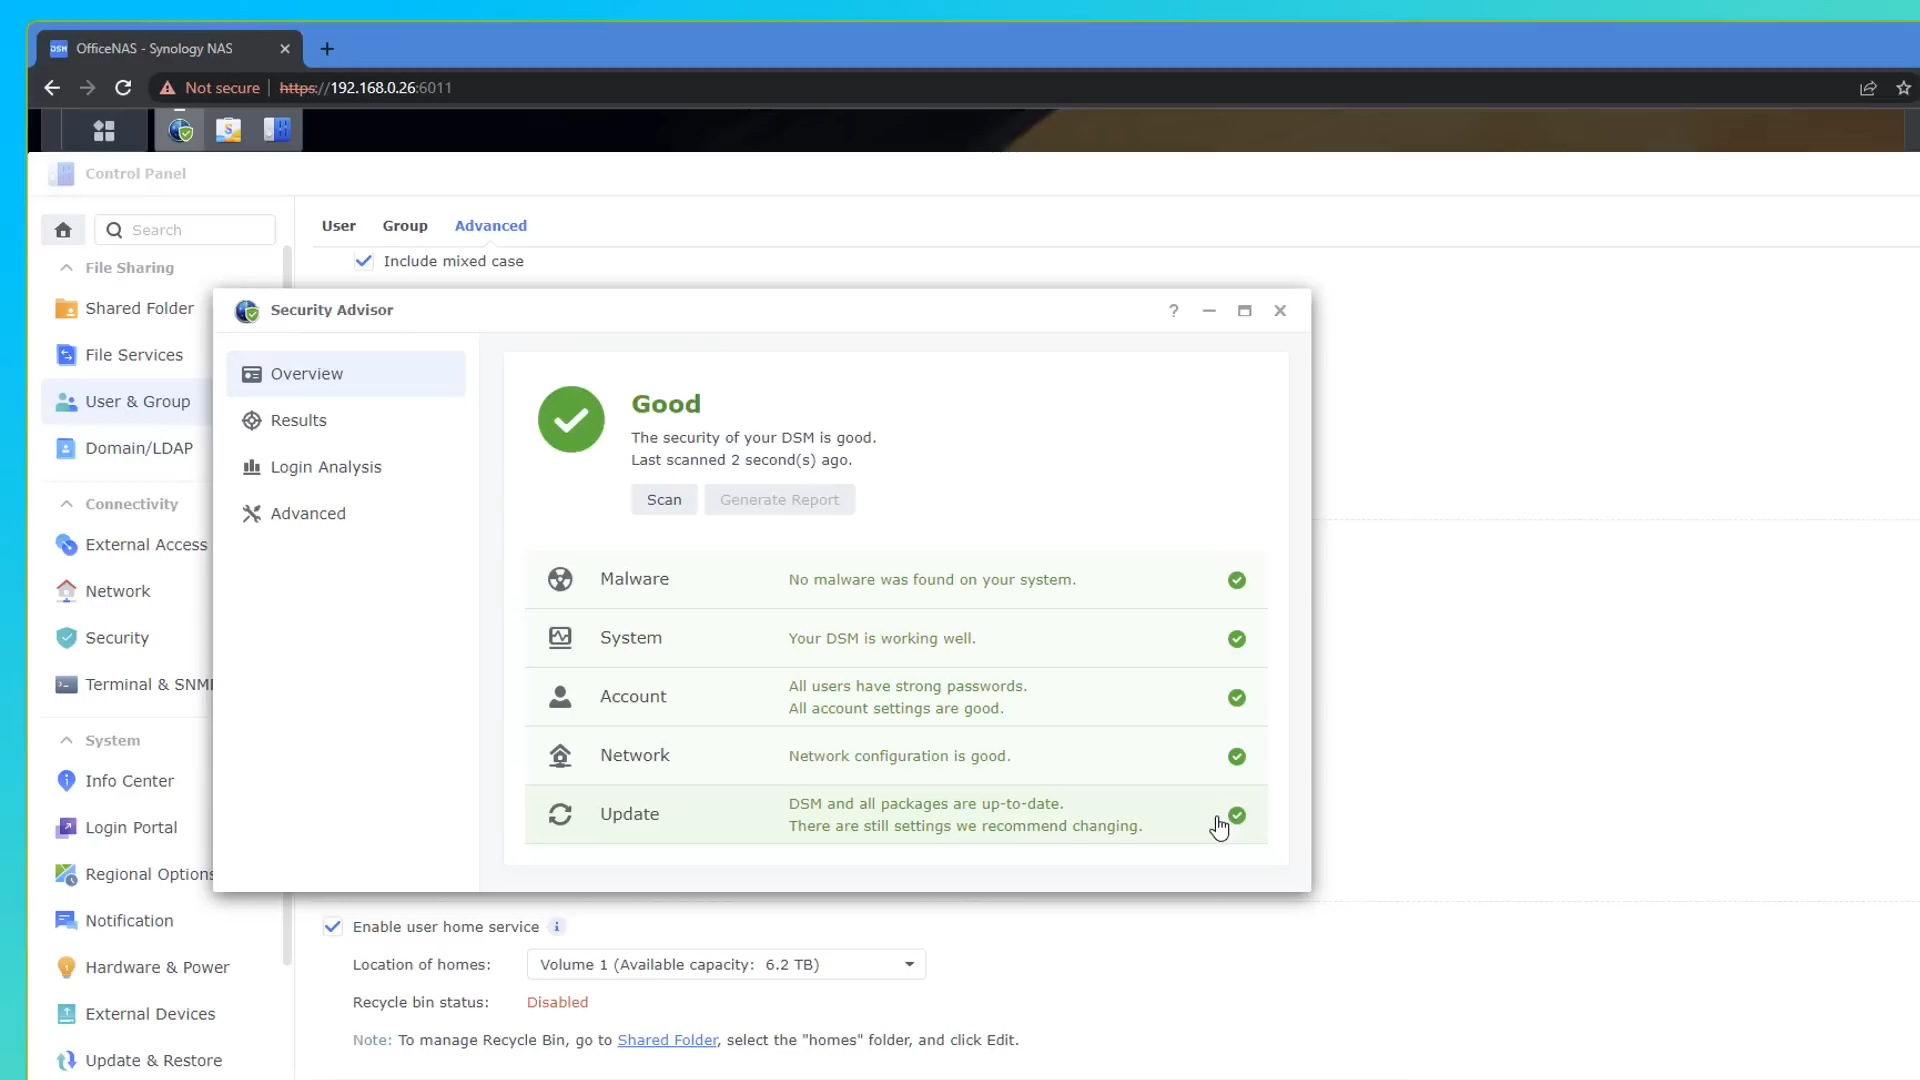 DSM
OfficeNAS - Synology NAS
Not secure
https://192.168.0.26:6011
S
Control Panel
Search
File Sharing
Shared Folder
File Services
User & Group
Domain/LDAP
Connectivity
External Access
Network
Security
Terminal & SNM
System
Info Center
Login Portal
Regional Options
Notification
Hardware & Power
External Devices
Update & Restore
User
Group
Advanced
Include mixed case
Security Advisor
?
Overview
Results
Login Analysis
Advanced
Good
The security of your DSM is good.
Last scanned 2 second(s) ago.
Scan
Generate Report
Malware
No malware was found on your system.
System
Your DSM is working well.
Account
All users have strong passwords.
All account settings are good.
Network
Network configuration is good.
Update
DSM and all packages are up-to-date.
There are still settings we recommend changing.
Enable user home service i
Location of homes:
Volume 1 (Available capacity: 6.2 TB)
Recycle bin status:
Disabled
Note: To manage Recycle Bin, go to Shared Folder, select the "homes" folder, and click Edit.